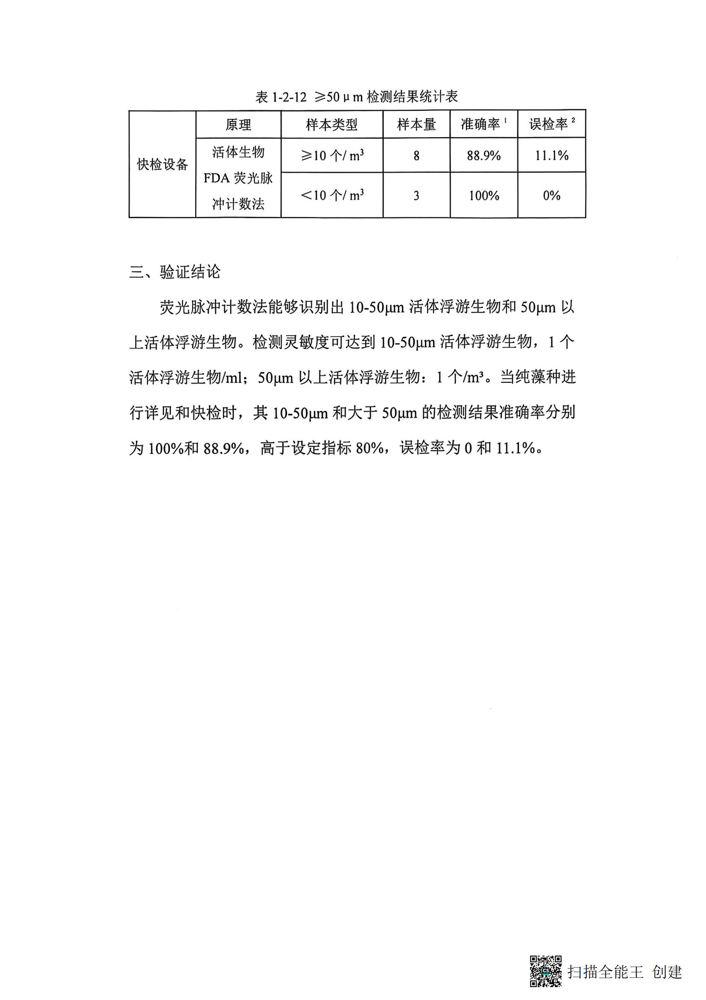 表 1-2-12 ≥50 μ m 检测结果统计表
快检设备 原理 样本类型 样本量 准确率¹ 误检率²
活体生物
FDA 荧光脉
冲计数法
≥10 个/ m³ 8 88.9% 11.1%
<10 个/ m³ 3 100% 0%
三、验证结论
荧光脉冲计数法能够识别出 10-50μm 活体浮游生物和 50μm 以
上活体浮游生物。检测灵敏度可达到 10-50μm 活体浮游生物，1 个
活体浮游生物/ml；50μm 以上活体浮游生物：1 个/m³。当纯藻种进
行详见和快检时，其 10-50μm 和大于 50μm 的检测结果准确率分别
为 100%和 88.9%，高于设定指标 80%，误检率为 0 和 11.1%。
CS
扫描全能王 创建